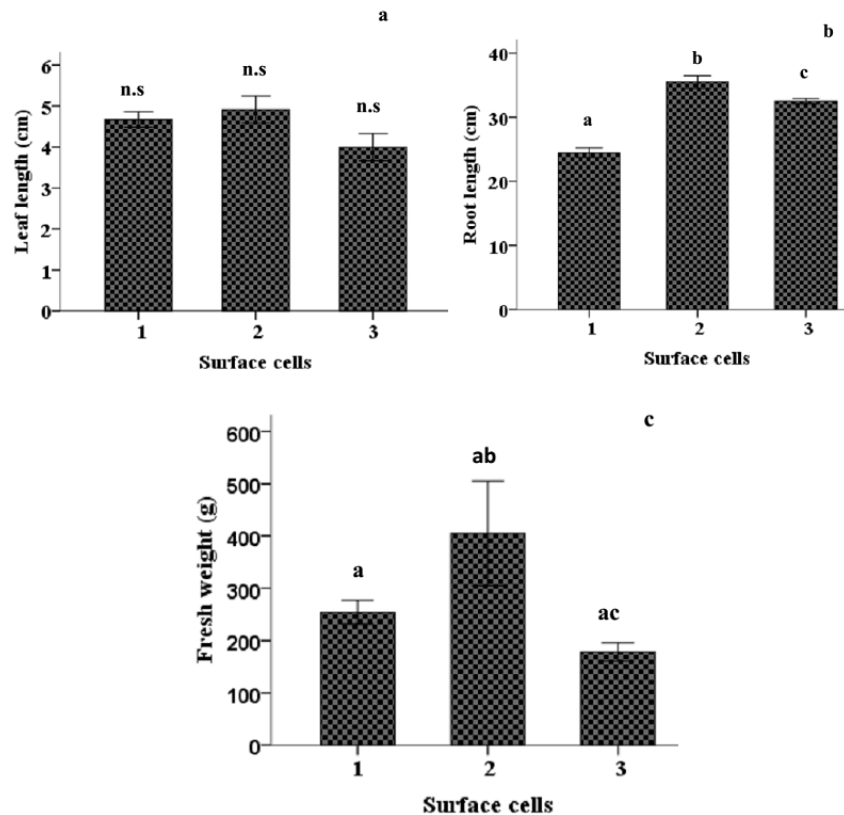 a
Leaf length (cm)
6
5
4
3
2
1
0
n.s
n.s
n.s
1 2 3
Surface cells
b
Root length (cm)
40
30
20
10
0
a
b
c
1 2 3
Surface cells
c
Fresh weight (g)
600
500
400
300
200
100
0
a
ab
ac
1 2 3
Surface cells